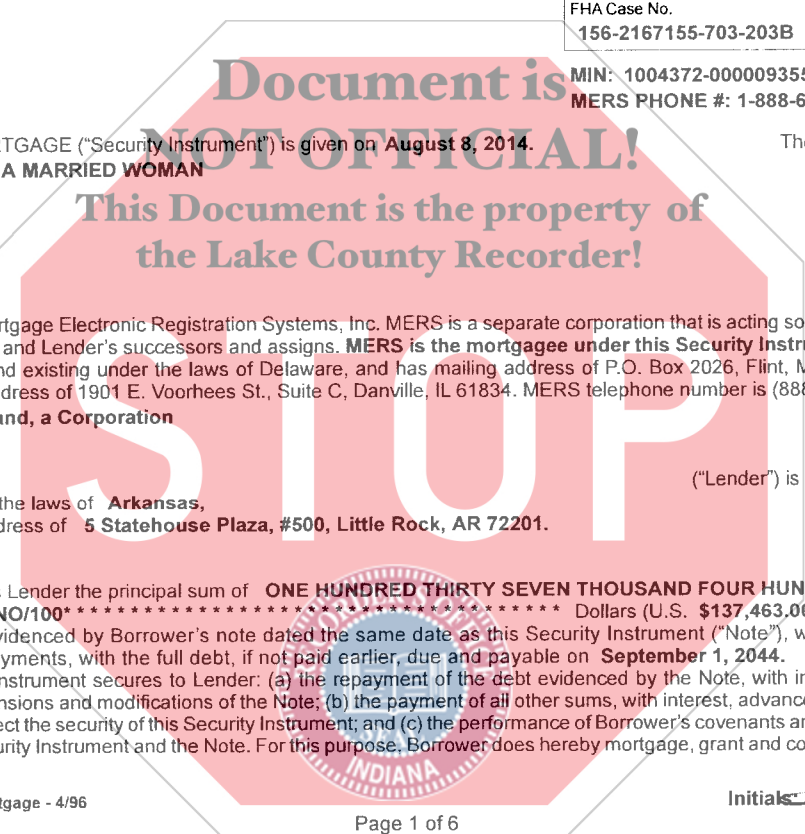 FHA Case No.
156-2167155-703-203B
Document is
MIN: 1004372-000009355
MERS PHONE #: 1-888-6
TGAGE ("Security Instrument") is given on August 8, 2014. The
NOT OFFICIAL!
A MARRIED WOMAN
This Document is the property of
the Lake County Recorder!
rtgage Electronic Registration Systems, Inc. MERS is a separate corporation that is acting so
and Lender's successors and assigns. MERS is the mortgagee under this Security Instru
nd existing under the laws of Delaware, and has mailing address of P.O. Box 2026, Flint, M
dress of 1901 E. Voorhees St., Suite C, Danville, IL 61834. MERS telephone number is (888
und, a Corporation
STOP
("Lender") is
the laws of Arkansas,
dress of 5 Statehouse Plaza, #500, Little Rock, AR 72201.
Lender the principal sum of ONE HUNDRED THIRTY SEVEN THOUSAND FOUR HUN
NO/100* * * * * * * * * * * * * * * * * * * * * * * * * * * * * * * * * * * * * * * * * * * Dollars (U.S. $137,463.00
videnced by Borrower's note dated the same date as this Security Instrument ("Note"), w
yments, with the full debt, if not paid earlier, due and payable on September 1, 2044.
nstrument secures to Lender: (a) the repayment of the debt evidenced by the Note, with in
nsions and modifications of the Note; (b) the payment of all other sums, with interest, advance
ect the security of this Security Instrument; and (c) the performance of Borrower's covenants an
urity Instrument and the Note. For this purpose, Borrower does hereby mortgage, grant and co
SEAL
INDIANA
tgage - 4/96
Initials:
Page 1 of 6